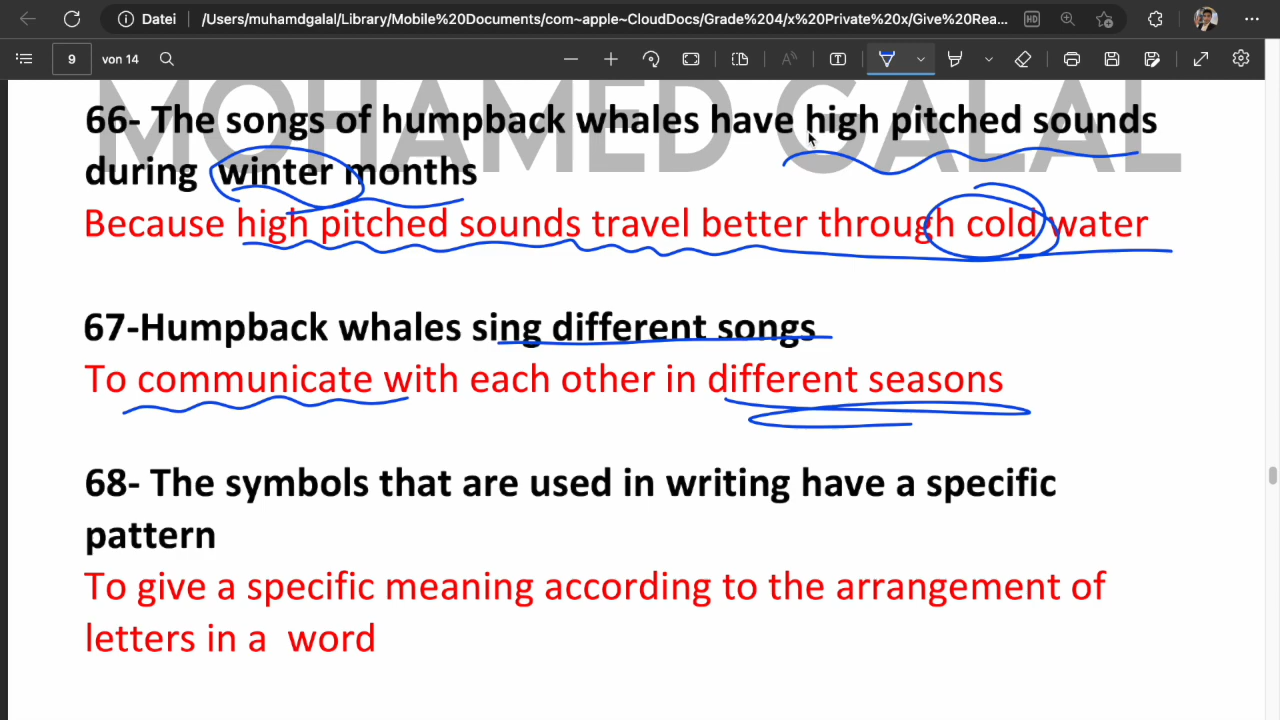 Datei
/Users/muhamdgalal/Library/Mobile%20Documents/com~apple~CloudDocs/Grade%204/x%20Private%20x/Give%20Rea...
HD
9 von 14
MOHAMED GALAL
66- The songs of humpback whales have high pitched sounds
during winter months
Because high pitched sounds travel better through cold water
67-Humpback whales sing different songs
To communicate with each other in different seasons
68- The symbols that are used in writing have a specific
pattern
To give a specific meaning according to the arrangement of
letters in a word